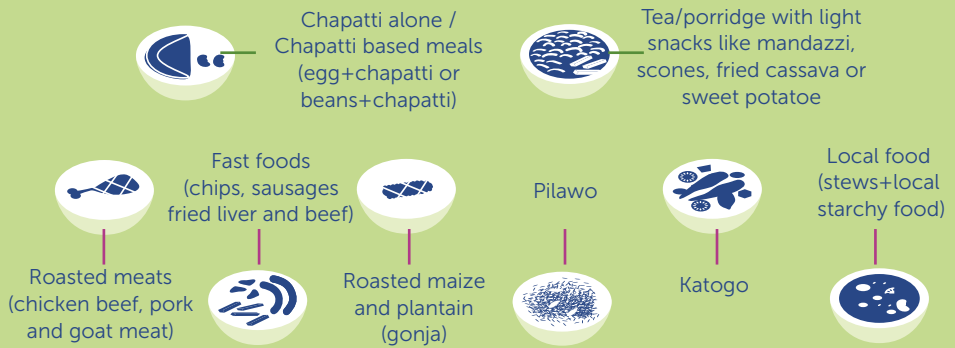 Chapatti alone /
Chapatti based meals
(egg+chapatti or
beans+chapatti)
Tea/porridge with light
snacks like mandazzi,
scones, fried cassava or
sweet potatoe
Roasted meats
(chicken beef, pork
and goat meat)
Fast foods
(chips, sausages
fried liver and beef)
Roasted maize
and plantain
(gonja)
Pilawo
Katogo
Local food
(stews+local
starchy food)